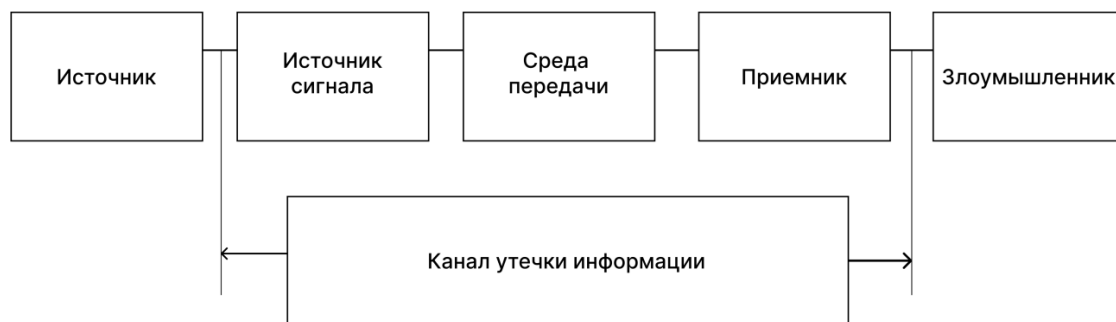 Источник
Источник
сигнала
Среда
передачи
Приемник
Злоумышленник
Канал утечки информации